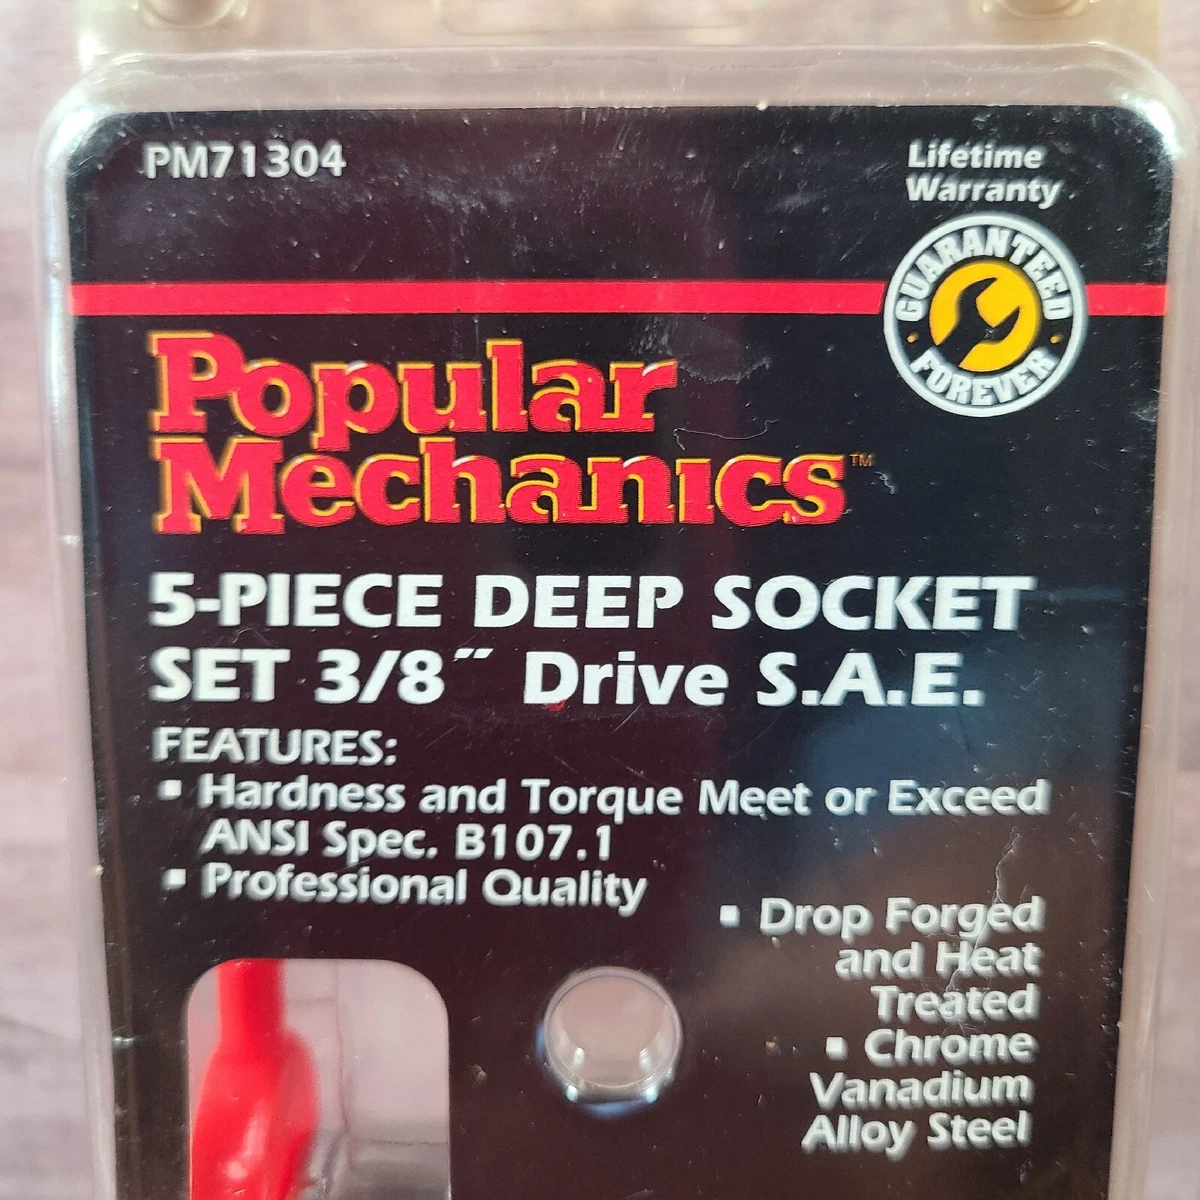 PM71304
Lifetime
Warranty
GUARANTEED
FOREVER
Popular
Mechanics™
5-PIECE DEEP SOCKET
SET 3/8″ Drive S.A.E.
FEATURES:
▪ Hardness and Torque Meet or Exceed
ANSI Spec. B107.1
▪ Professional Quality
▪ Drop Forged
and Heat
Treated
▪ Chrome
Vanadium
Alloy Steel